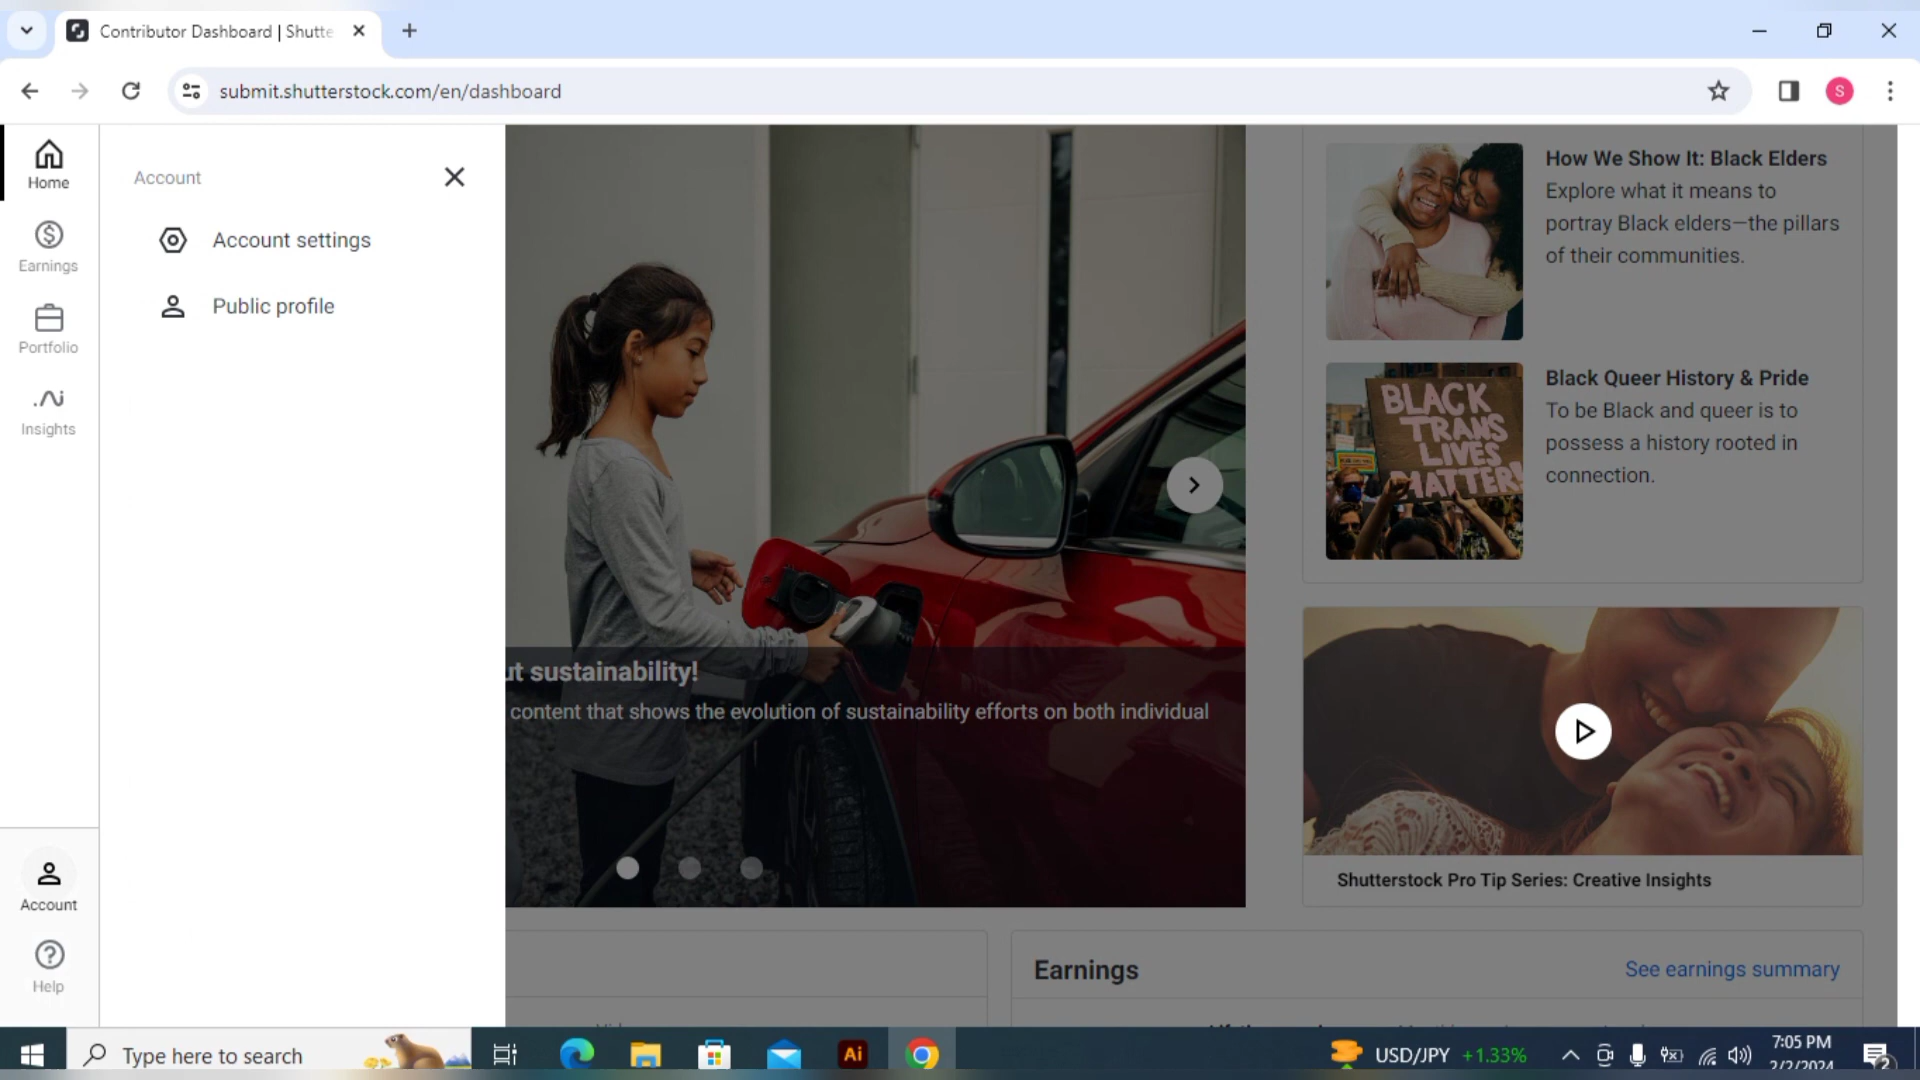 Contributor Dashboard | Shutte
submit.shutterstock.com/en/dashboard
S
Home
Earnings
Portfolio
Insights
Account
Help
Account
Account settings
Public profile
ut sustainability!
content that shows the evolution of sustainability efforts on both individual
How We Show It: Black Elders
Explore what it means to
portray Black elders—the pillars
of their communities.
BLACK
TRANS
LIVES
MATTER!
Black Queer History & Pride
To be Black and queer is to
possess a history rooted in
connection.
Shutterstock Pro Tip Series: Creative Insights
Earnings
See earnings summary
Type here to search
Ai
USD/JPY +1.33%
7:05 PM
2/2/2024
2